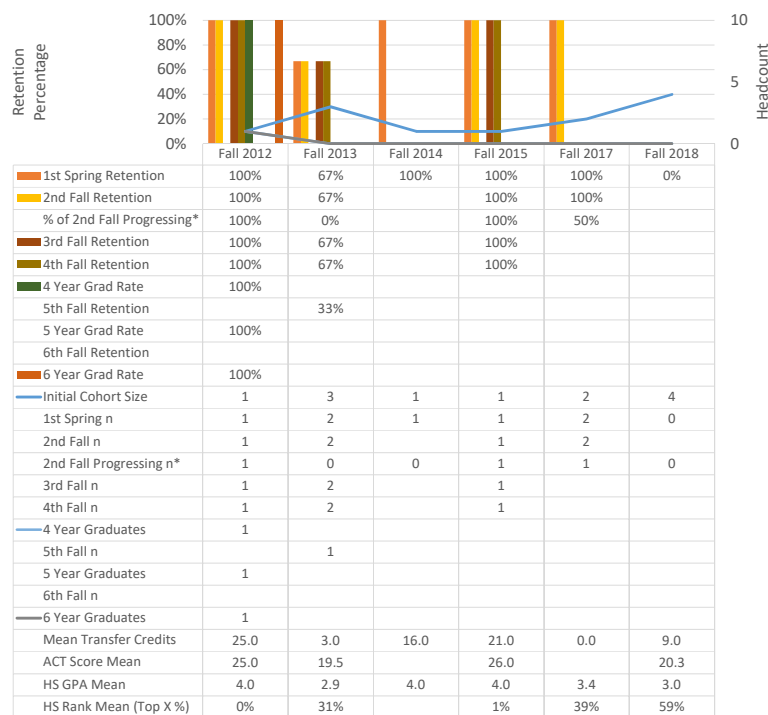 Retention
Percentage
100%
80%
60%
40%
20%
0%
10
5
0
Headcount
Fall 2012 Fall 2013 Fall 2014 Fall 2015 Fall 2017 Fall 2018
1st Spring Retention 100% 67% 100% 100% 100% 0%
2nd Fall Retention 100% 67% 100% 100%
% of 2nd Fall Progressing* 100% 0% 100% 50%
3rd Fall Retention 100% 67% 100%
4th Fall Retention 100% 67% 100%
4 Year Grad Rate 100%
5th Fall Retention 33%
5 Year Grad Rate 100%
6th Fall Retention
6 Year Grad Rate 100%
Initial Cohort Size 1 3 1 1 2 4
1st Spring n 1 2 1 1 2 0
2nd Fall n 1 2 1 2
2nd Fall Progressing n* 1 0 0 1 1 0
3rd Fall n 1 2 1
4th Fall n 1 2 1
4 Year Graduates 1
5th Fall n 1
5 Year Graduates 1
6th Fall n
6 Year Graduates 1
Mean Transfer Credits 25.0 3.0 16.0 21.0 0.0 9.0
ACT Score Mean 25.0 19.5 26.0 20.3
HS GPA Mean 4.0 2.9 4.0 4.0 3.4 3.0
HS Rank Mean (Top X %) 0% 31% 1% 39% 59%